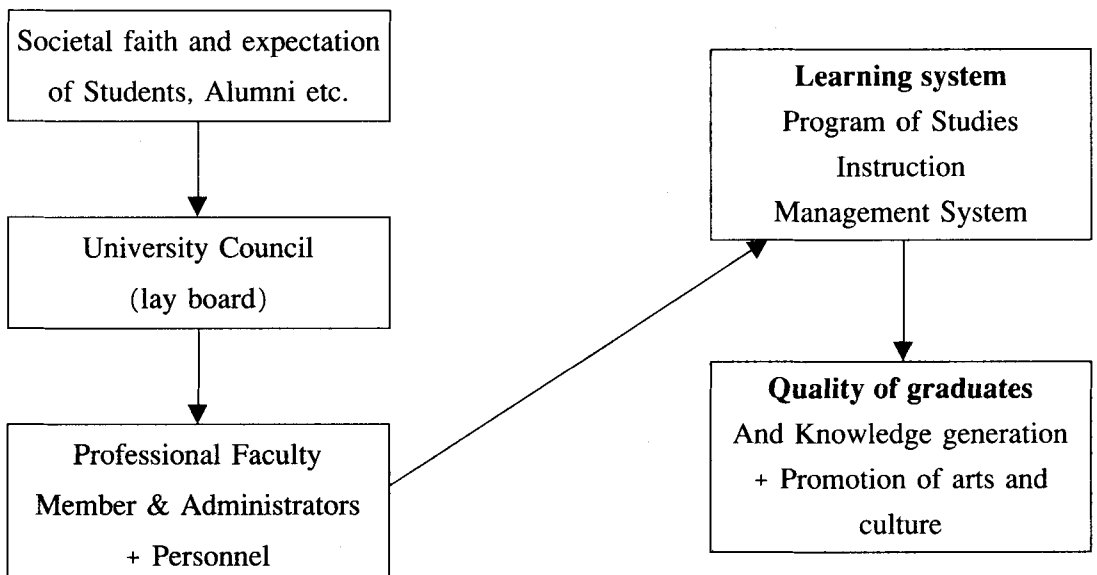 Societal faith and expectation
of Students, Alumni etc.
University Council
(lay board)
Professional Faculty
Member & Administrators
+ Personnel
Learning system
Program of Studies
Instruction
Management System
Quality of graduates
And Knowledge generation
+ Promotion of arts and
culture